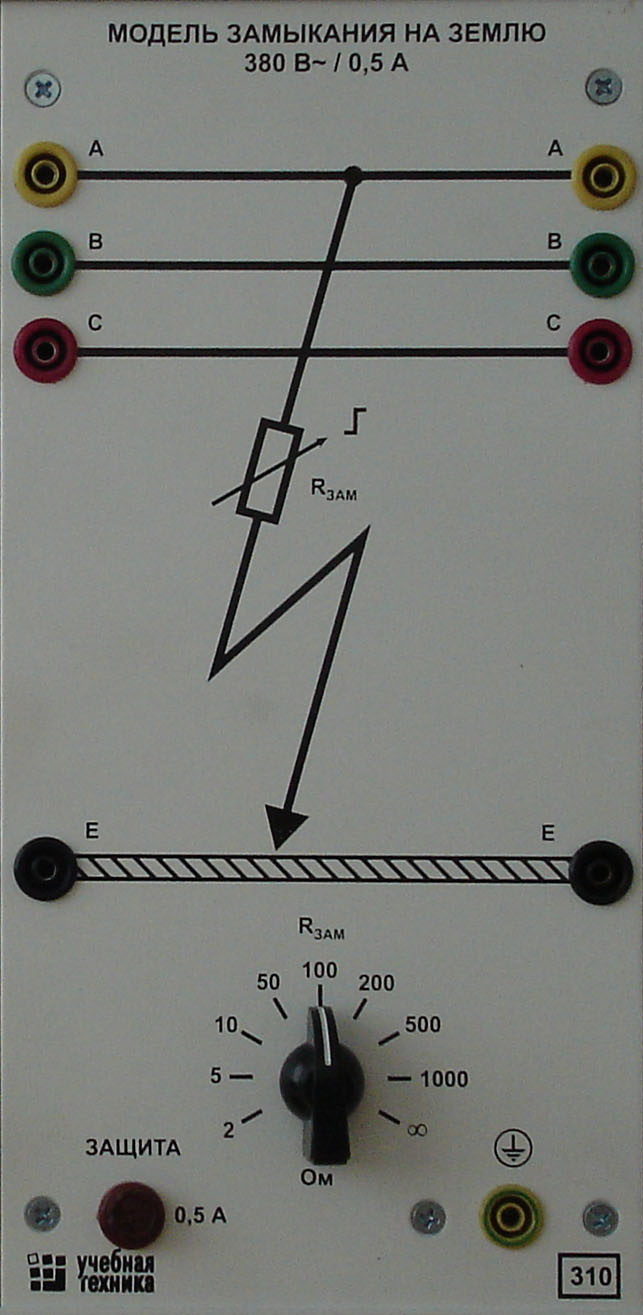 МОДЕЛЬ ЗАМЫКАНИЯ НА ЗЕМЛЮ
380 В~ / 0,5 А
А А
В В
С С
RЗАМ
Е Е
RЗАМ
100
50 200
10 500
5 1000
2 ∞
Ом
ЗАЩИТА
0,5 А
учебная
техника
310